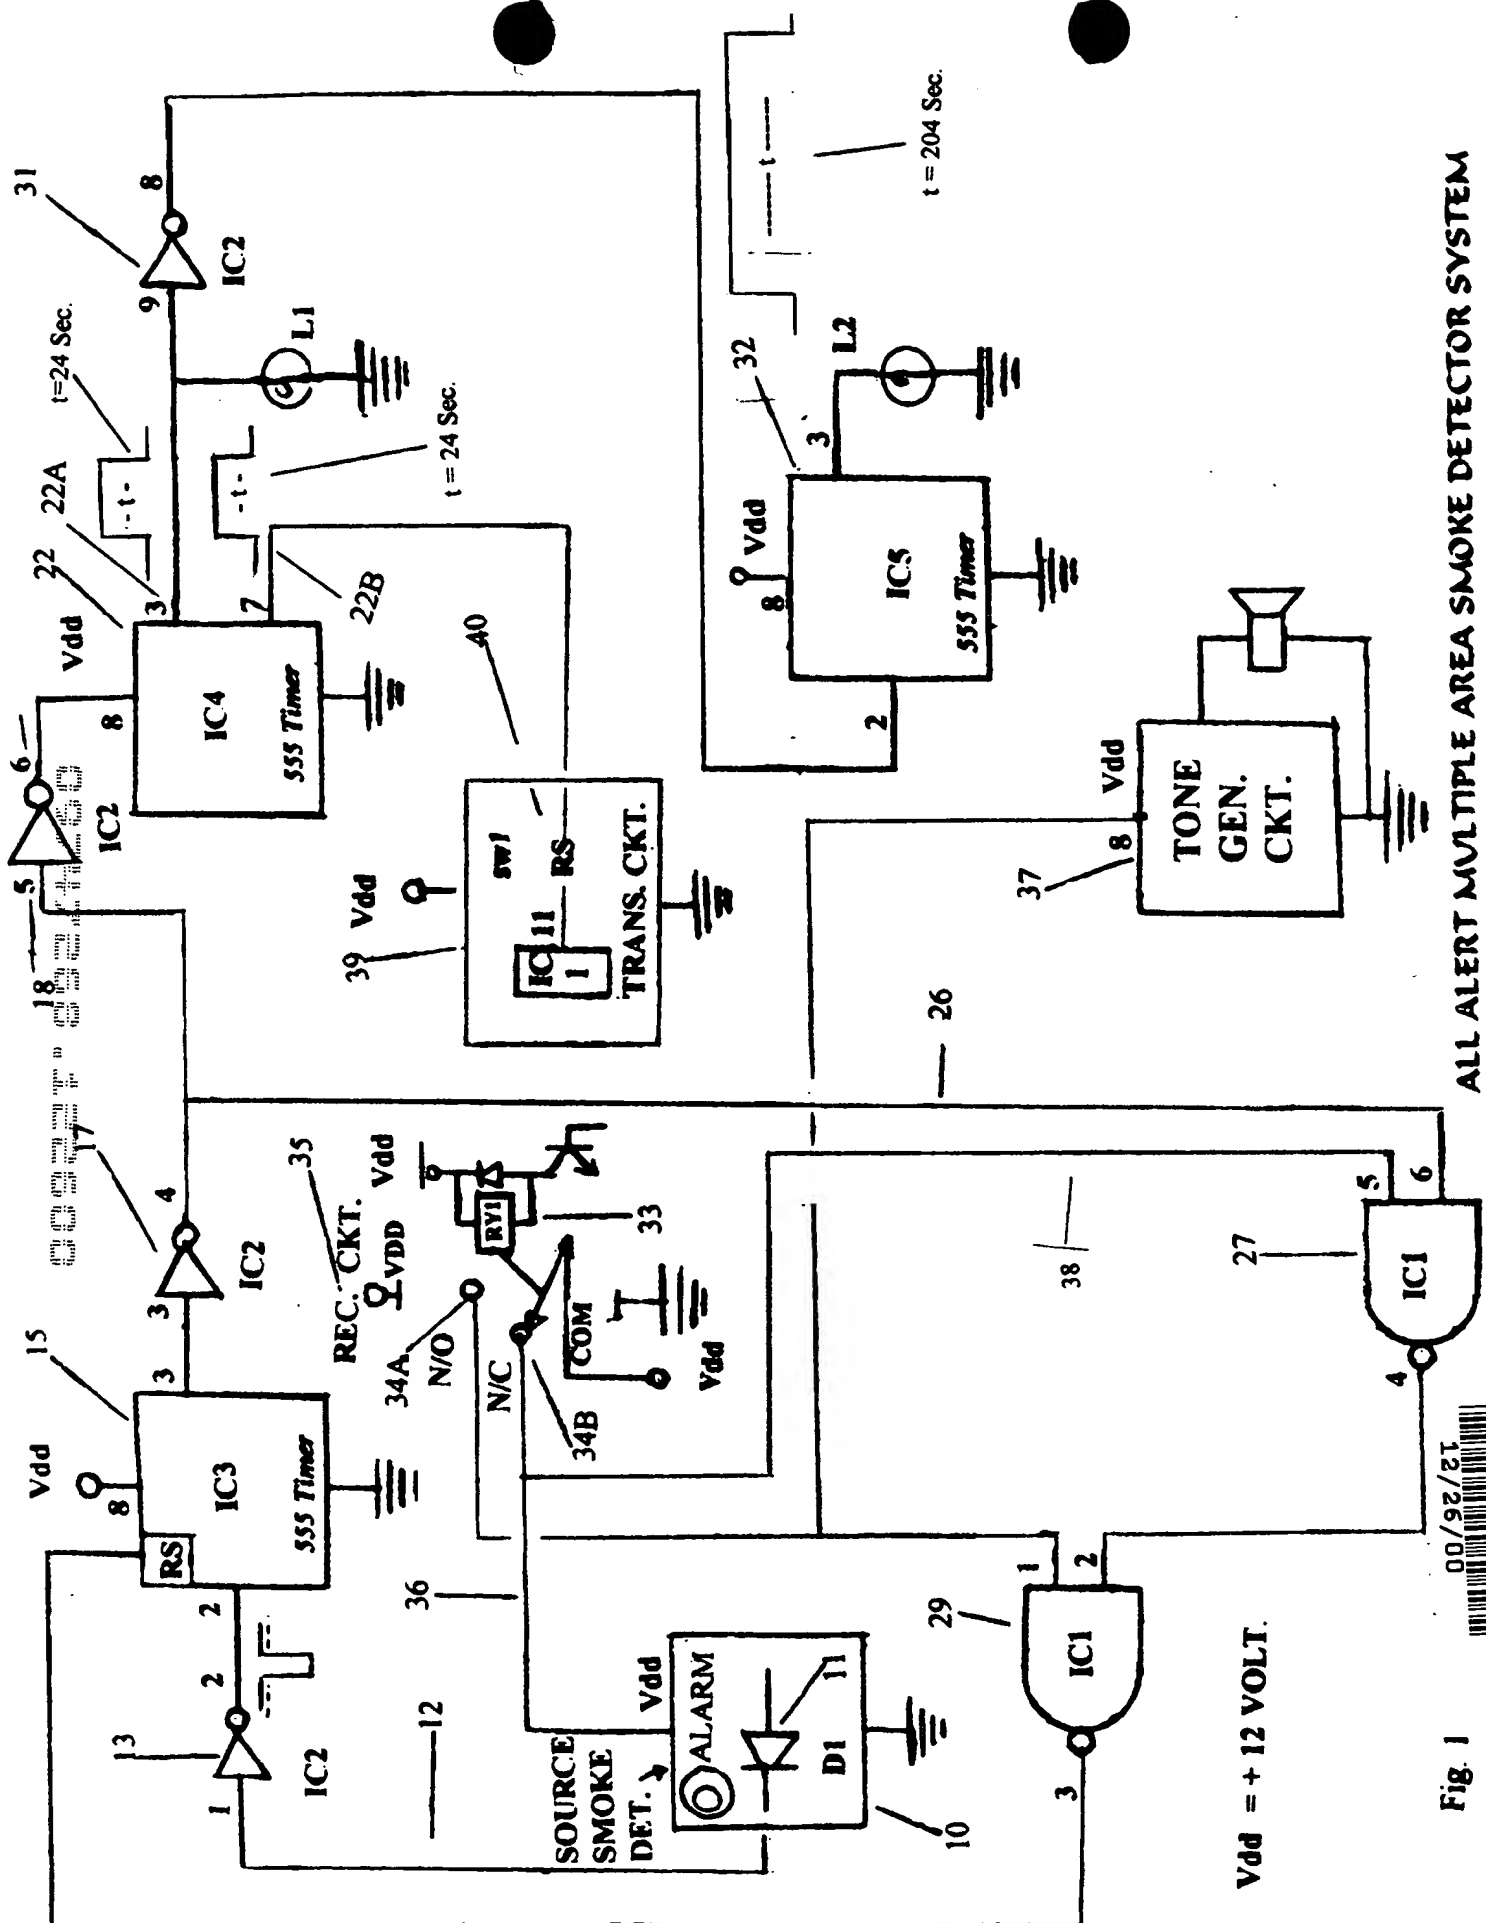 31
8
9
IC2
t=24 Sec.
L1
-t-
-t-
t = 24 Sec.
22A
22
3
7
22B
Vdd
8
IC4
555 Timer
6
5
IC2
18
------- t ------
t = 204 Sec.
32
L2
3
Vdd
8
IC5
555 Timer
2
40
sw1
Vdd
RS
IC 11
1
TRANS. CKT.
39
Vdd
8
TONE
GEN.
CKT.
37
26
17
4
3
IC2
15
3
Vdd
8
RS
IC3
555 Timer
2
2
13
IC2
1
12
35
REC. CKT.
VDD
Vdd
RY1
33
34A
N/O
N/C
COM
34B
Vdd
36
38
5
6
27
IC1
4
1
2
29
IC1
3
SOURCE
SMOKE
DET.
Vdd
ALARM
11
D1
10
Vdd = + 12 VOLT.
Fig. 1
12/26/00
ALL ALERT MULTIPLE AREA SMOKE DETECTOR SYSTEM